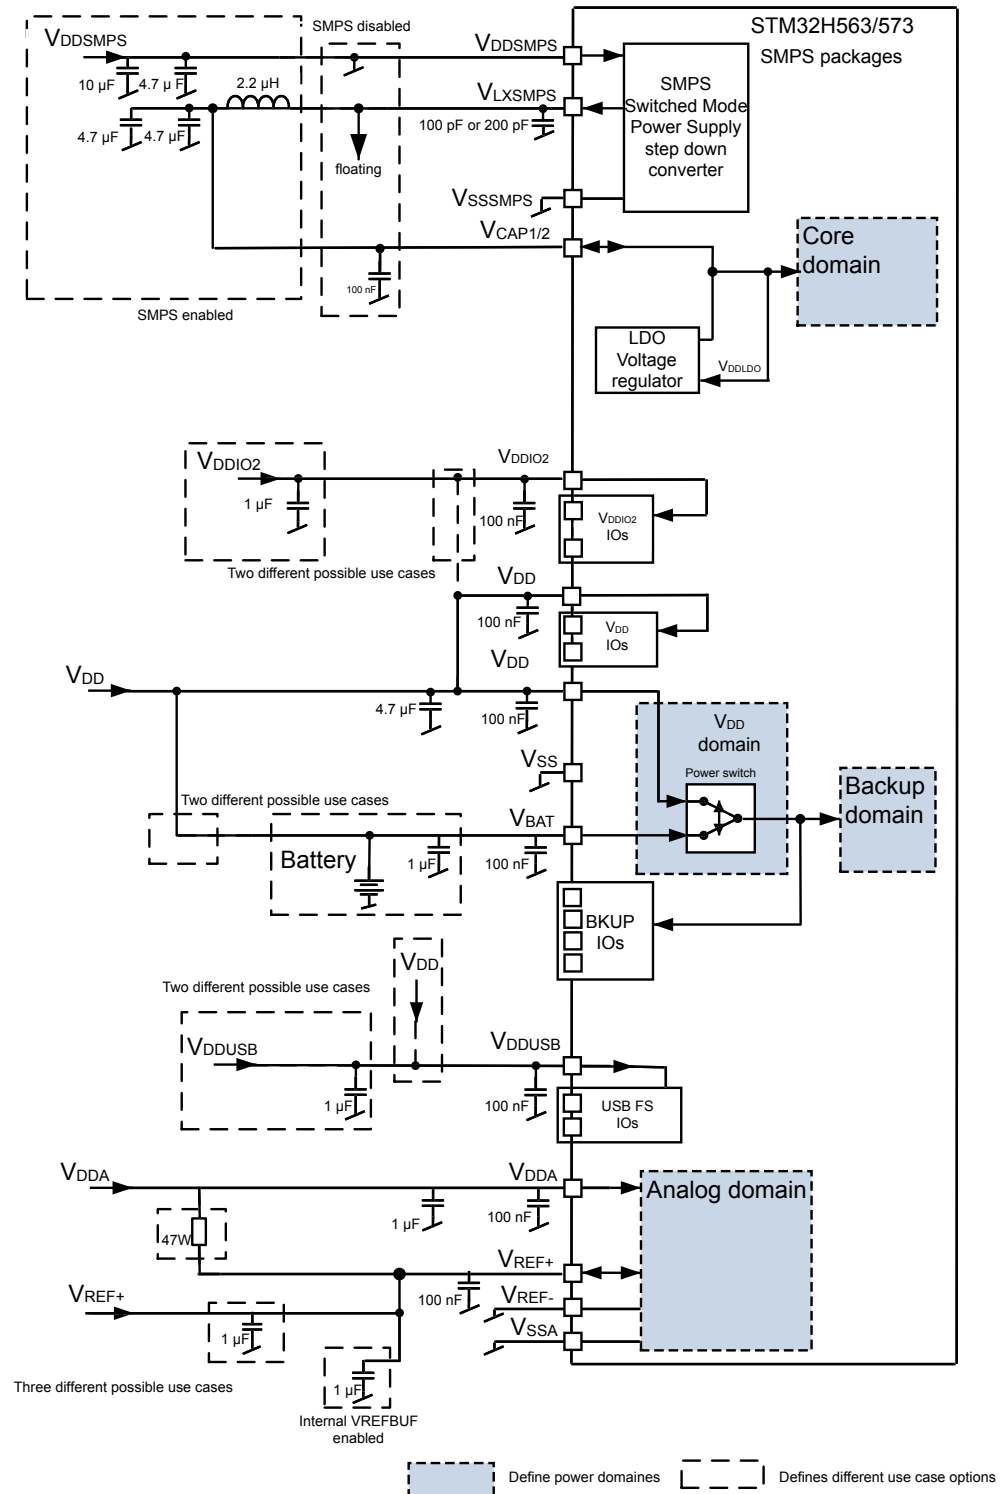 STM32H563/573
SMPS packages
SMPS disabled
VDDSMPS
VDDSMPS
10 µF
4.7 µ F
2.2 µH
VLXSMPS
100 pF or 200 pF
4.7 µF
4.7 µF
floating
SMPS
Switched Mode
Power Supply
step down
converter
VSSSMPS
VCAP1/2
100 nF
SMPS enabled
Core
domain
LDO
Voltage
regulator
VDDLDO
VDDIO2
VDDIO2
1 µF
100 nF
VDDIO2
IOs
Two different possible use cases
VDD
100 nF
VDD
IOs
VDD
VDD
4.7 µF
100 nF
VDD
domain
Power switch
VSS
Backup
domain
Two different possible use cases
VBAT
Battery
1 µF
100 nF
BKUP
IOs
VDD
Two different possible use cases
VDDUSB
VDDUSB
1 µF
100 nF
USB FS
IOs
VDDA
VDDA
1 µF
100 nF
Analog domain
47W
VREF+
VREF+
100 nF
VREF-
VSSA
1 µF
1 µF
Three different possible use cases
Internal VREFBUF
enabled
Define power domaines
Defines different use case options